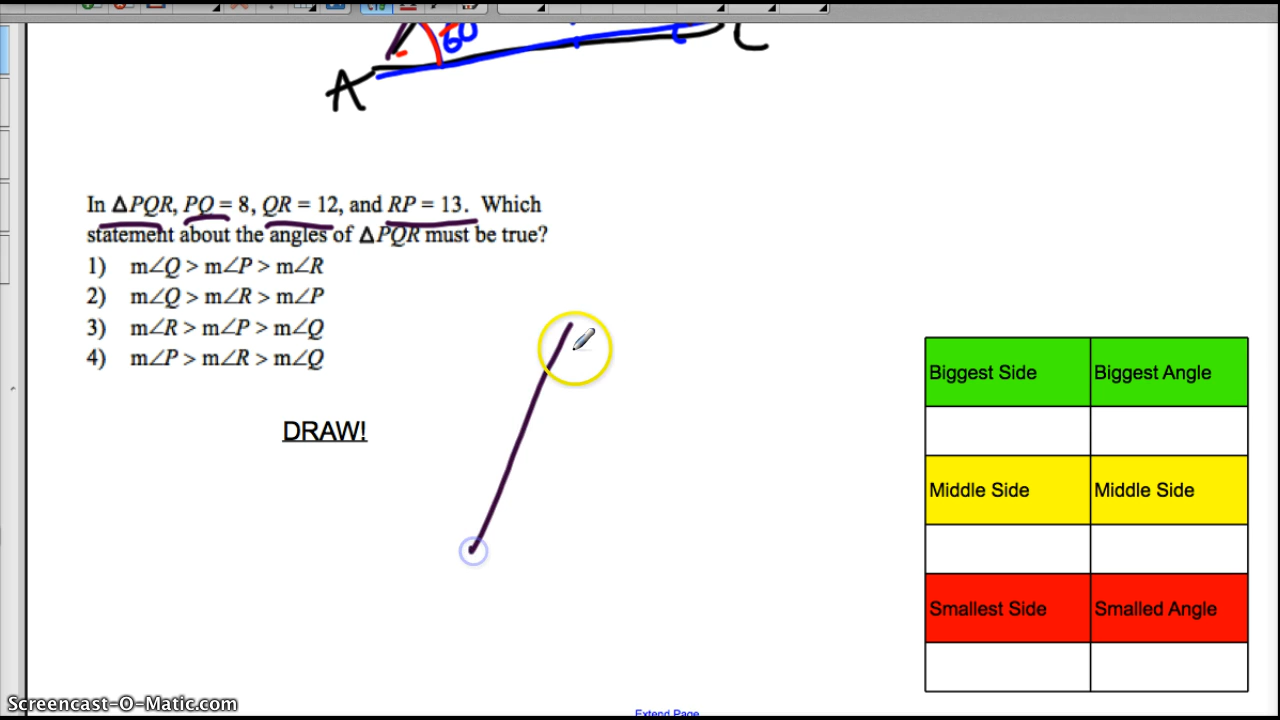 60
C
A
In ΔPQR, PQ = 8, QR = 12, and RP = 13. Which
statement about the angles of ΔPQR must be true?
1) m∠Q > m∠P > m∠R
2) m∠Q > m∠R > m∠P
3) m∠R > m∠P > m∠Q
4) m∠P > m∠R > m∠Q
DRAW!
Biggest Side Biggest Angle
Middle Side Middle Side
Smallest Side Smalled Angle
Extend Page
Screencast-O-Matic.com